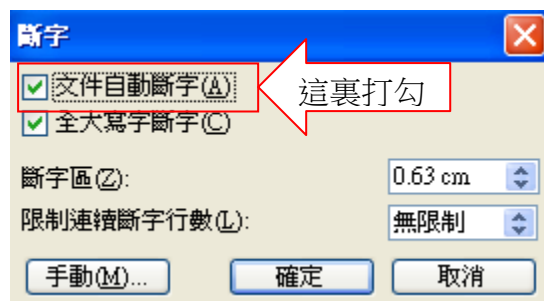 斷字
文件自動斷字(A)
這裏打勾
全大寫字斷字(C)
斷字區(Z):
0.63 cm
限制連續斷字行數(L):
無限制
手動(M)...
確定
取消